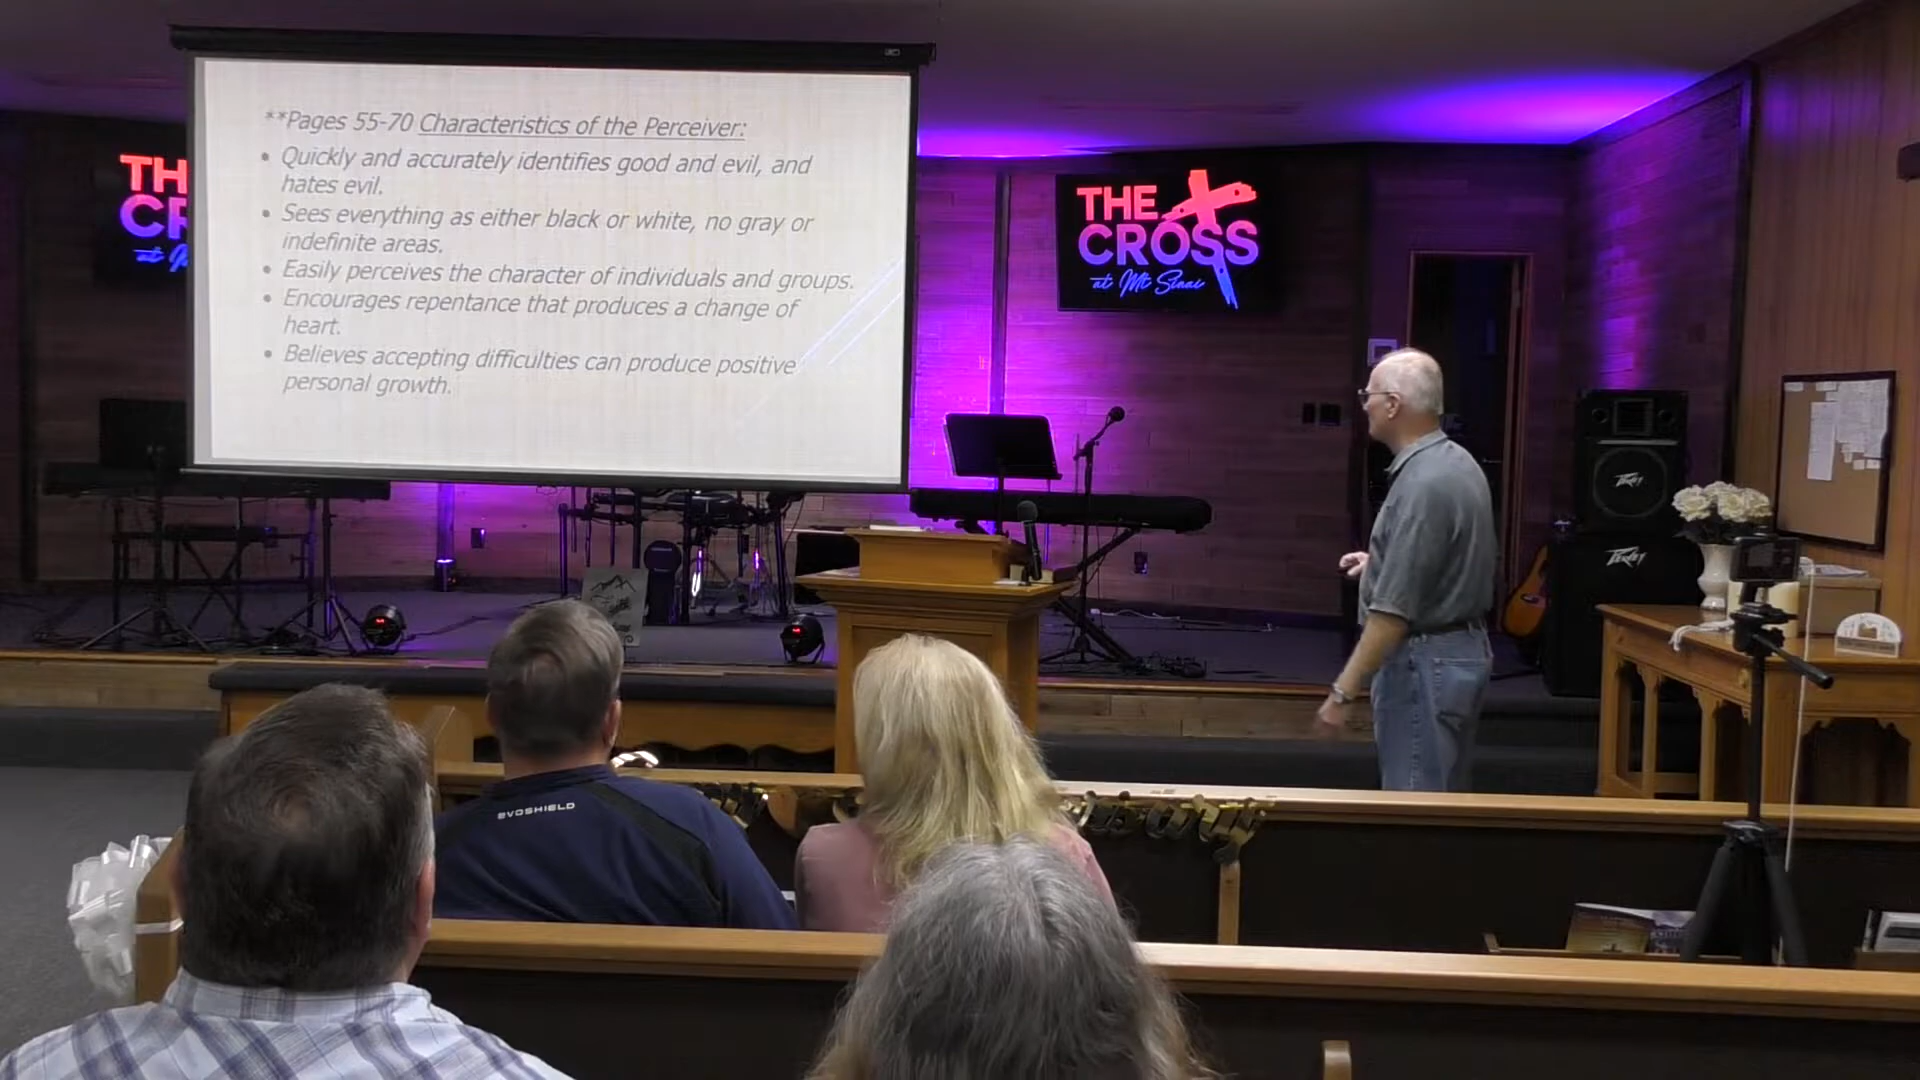 **Pages 55-70 Characteristics of the Perceiver:
• Quickly and accurately identifies good and evil, and
hates evil.
• Sees everything as either black or white, no gray or
indefinite areas.
• Easily perceives the character of individuals and groups.
• Encourages repentance that produces a change of
heart.
• Believes accepting difficulties can produce positive
personal growth.
TH
CR
at M
THE
CROSS
at Mt Sinai
PEAVEY
PEAVEY
EVOSHIELD